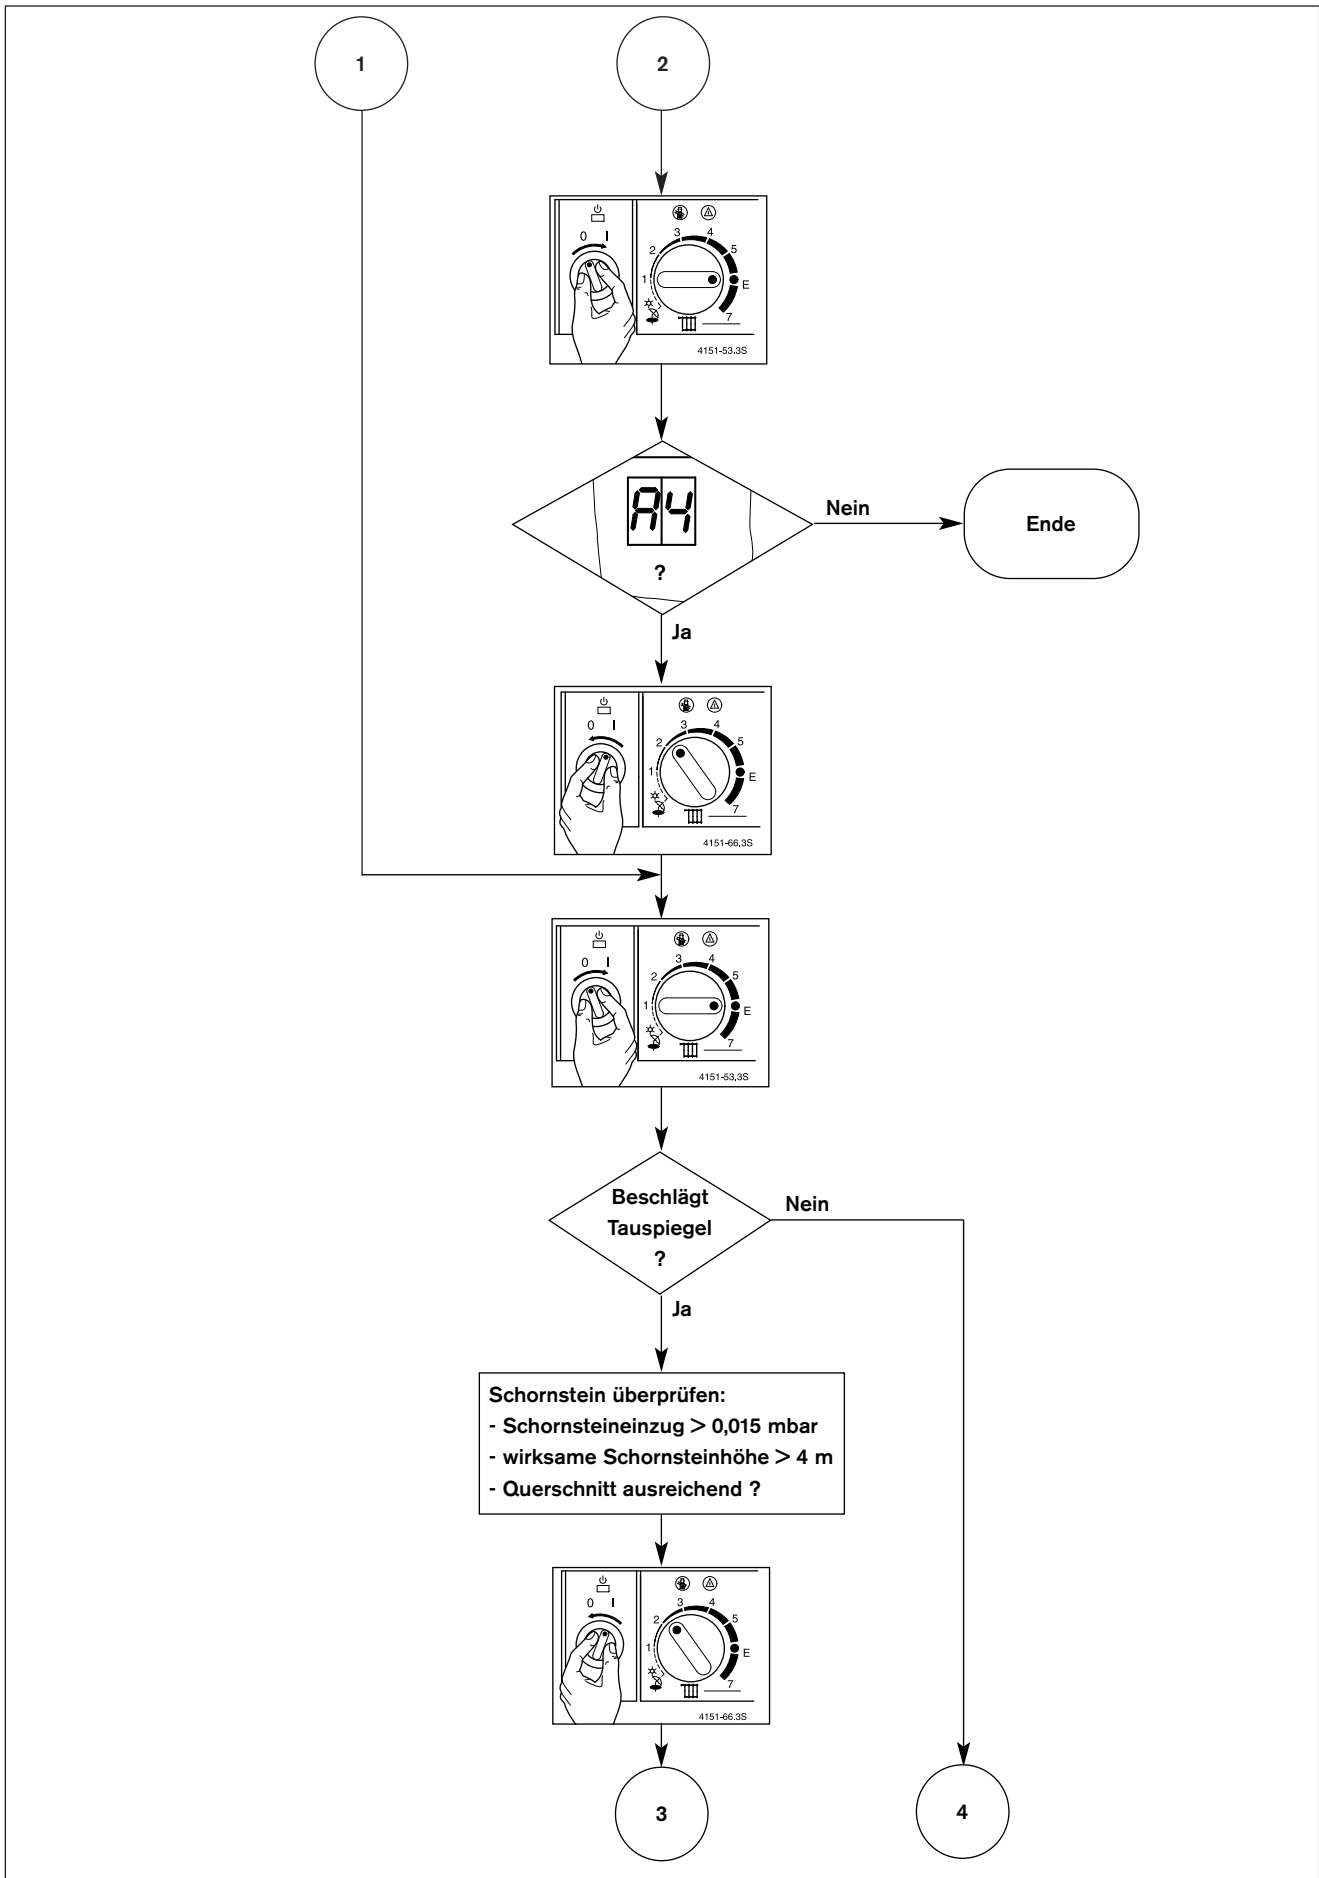 1
2
0 I
3 4
2 5
1 E
7
4151-53.3S
A4
?
Nein
Ende
Ja
0 I
3 4
2 5
1 E
7
4151-66.3S
0 I
3 4
2 5
1 E
7
4151-53.3S
Beschlägt
Tauspiegel
?
Nein
Ja
Schornstein überprüfen:
- Schornsteineinzug > 0,015 mbar
- wirksame Schornsteinhöhe > 4 m
- Querschnitt ausreichend ?
0 I
3 4
2 5
1 E
7
4151-66.3S
3
4